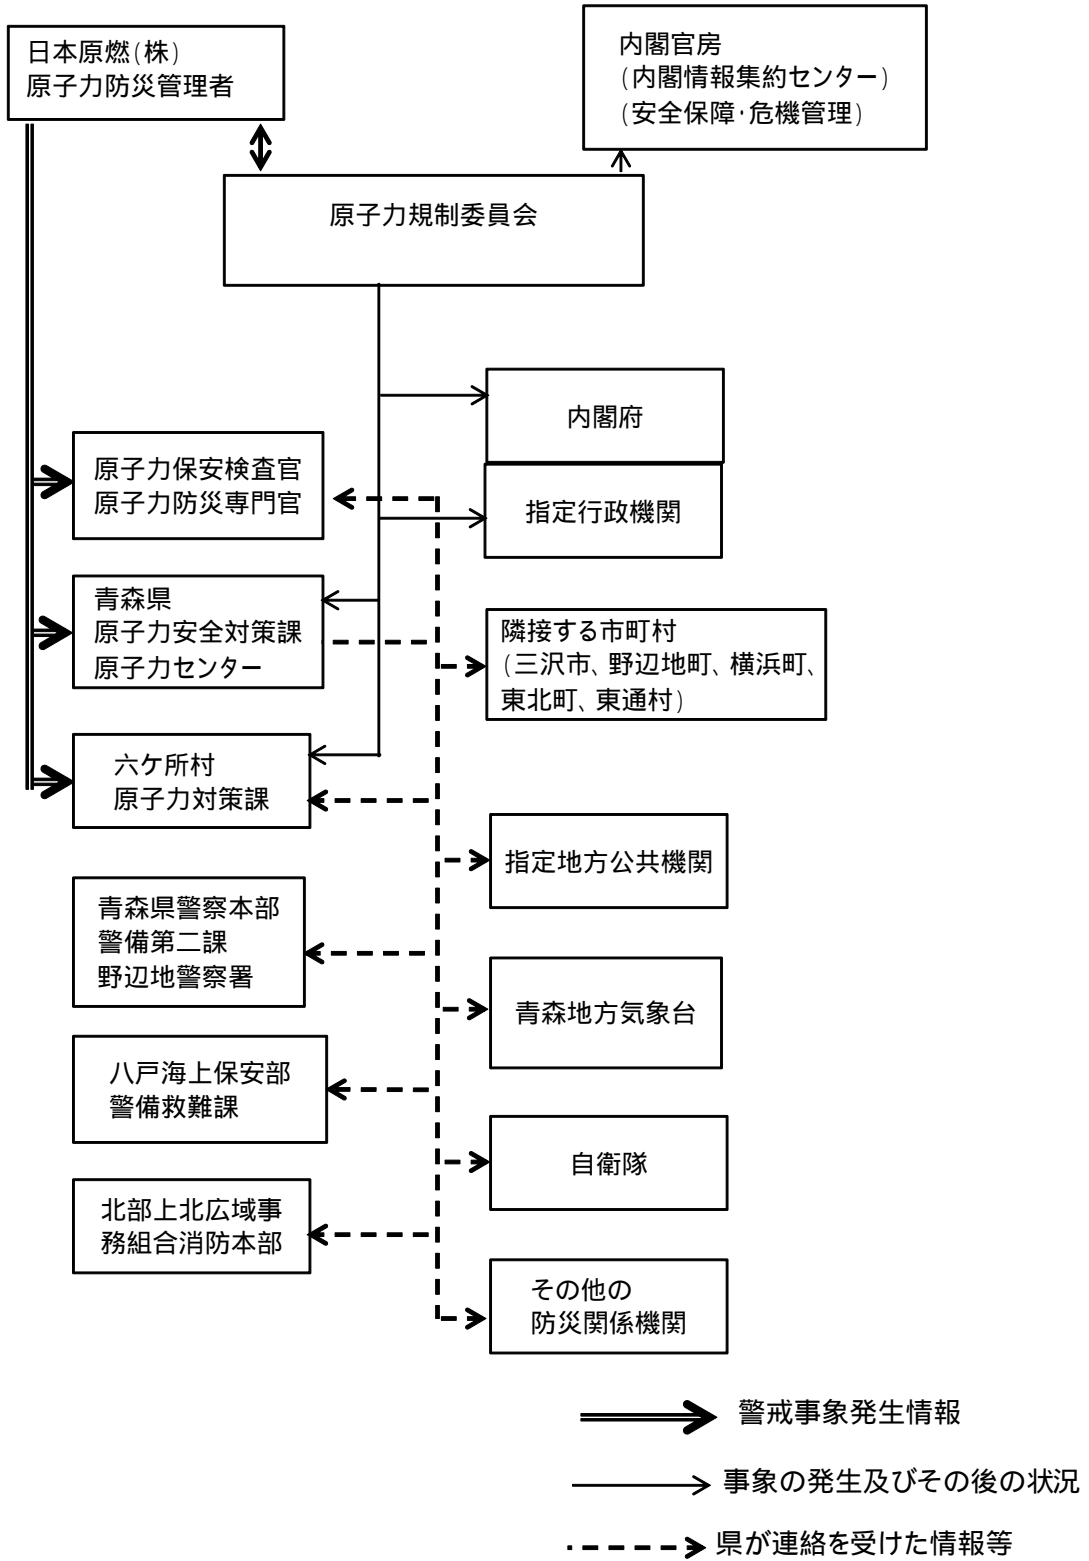 日本原燃(株)
原子力防災管理者
内閣官房
(内閣情報集約センター)
(安全保障・危機管理)
原子力規制委員会
内閣府
原子力保安検査官
原子力防災専門官
指定行政機関
青森県
原子力安全対策課
原子力センター
隣接する市町村
(三沢市、野辺地町、横浜町、
東北町、東通村)
六ケ所村
原子力対策課
指定地方公共機関
青森県警察本部
警備第二課
野辺地警察署
青森地方気象台
八戸海上保安部
警備救難課
自衛隊
北部上北広域事
務組合消防本部
その他の
防災関係機関
警戒事象発生情報
事象の発生及びその後の状況
県が連絡を受けた情報等